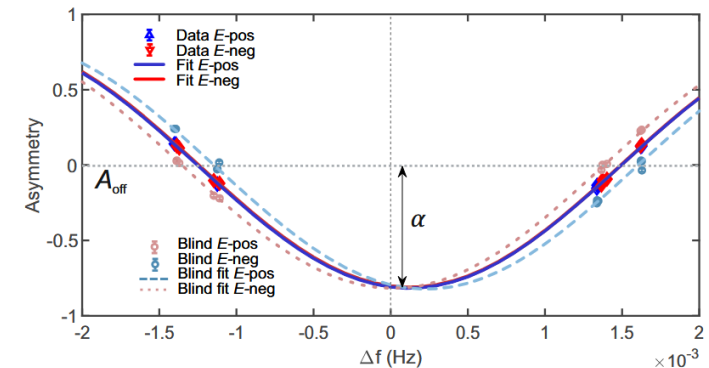 1
0.5
0
-0.5
-1
Asymmetry
Data E-pos
Data E-neg
Fit E-pos
Fit E-neg
A_off
α
Blind E-pos
Blind E-neg
Blind fit E-pos
Blind fit E-neg
-2 -1.5 -1 -0.5 0 0.5 1 1.5 2
Δf (Hz)
×10⁻³